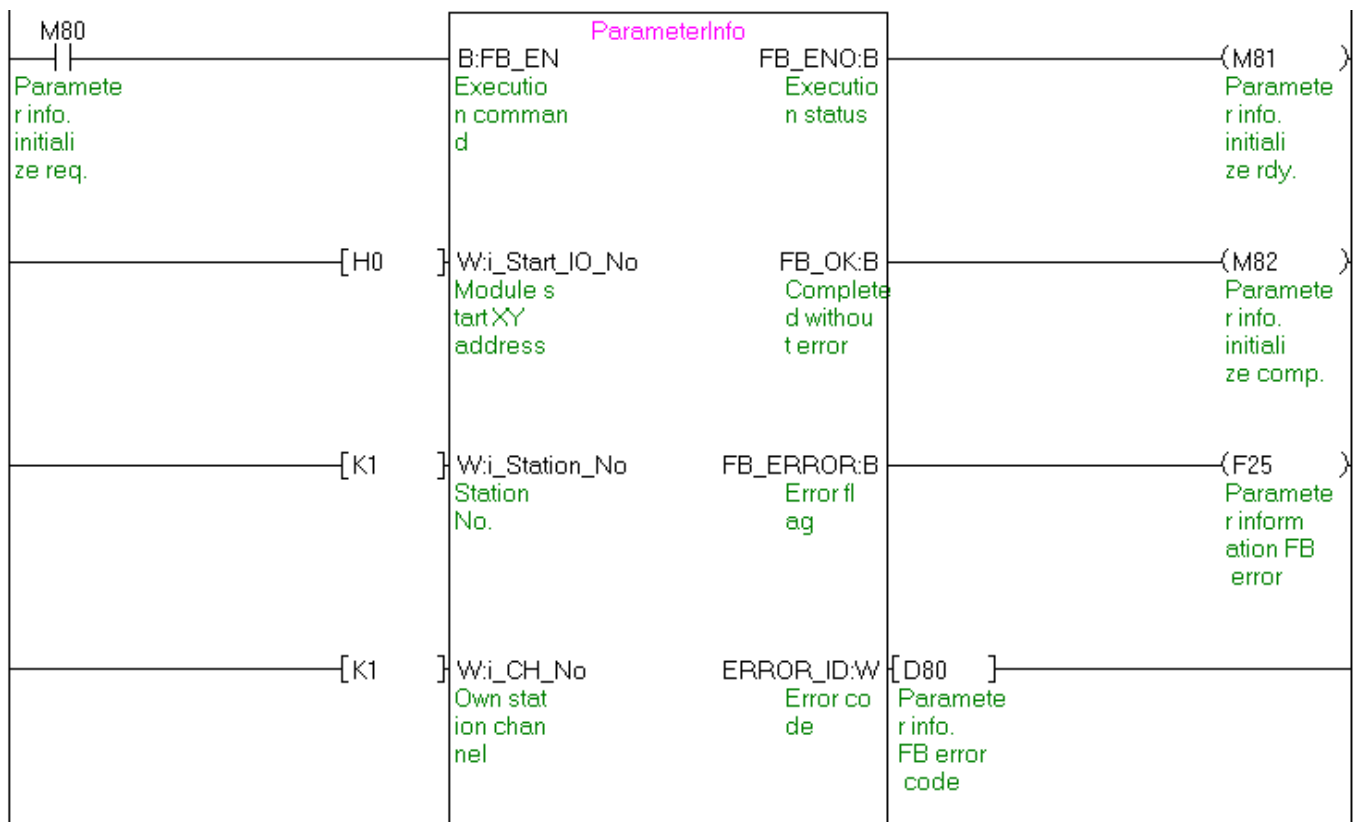 M80
ParameterInfo
B:FB_EN
FB_ENO:B
(M81 )
Paramete
r info.
initiali
ze req.
Executio
n comman
d
Executio
n status
Paramete
r info.
initiali
ze rdy.
[H0 ]
W:i_Start_IO_No
FB_OK:B
(M82 )
Module s
tart XY
address
Complete
d withou
t error
Paramete
r info.
initiali
ze comp.
[K1 ]
W:i_Station_No
FB_ERROR:B
(F25 )
Station
No.
Error fl
ag
Paramete
r inform
ation FB
error
[K1 ]
W:i_CH_No
ERROR_ID:W
[D80 ]
Own stat
ion chan
nel
Error co
de
Paramete
r info.
FB error
code